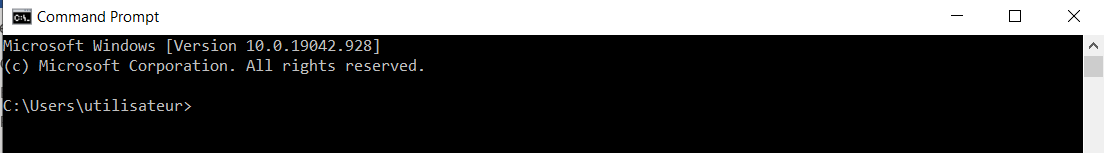 Command Prompt
Microsoft Windows [Version 10.0.19042.928]
(c) Microsoft Corporation. All rights reserved.
C:\Users\utilisateur>